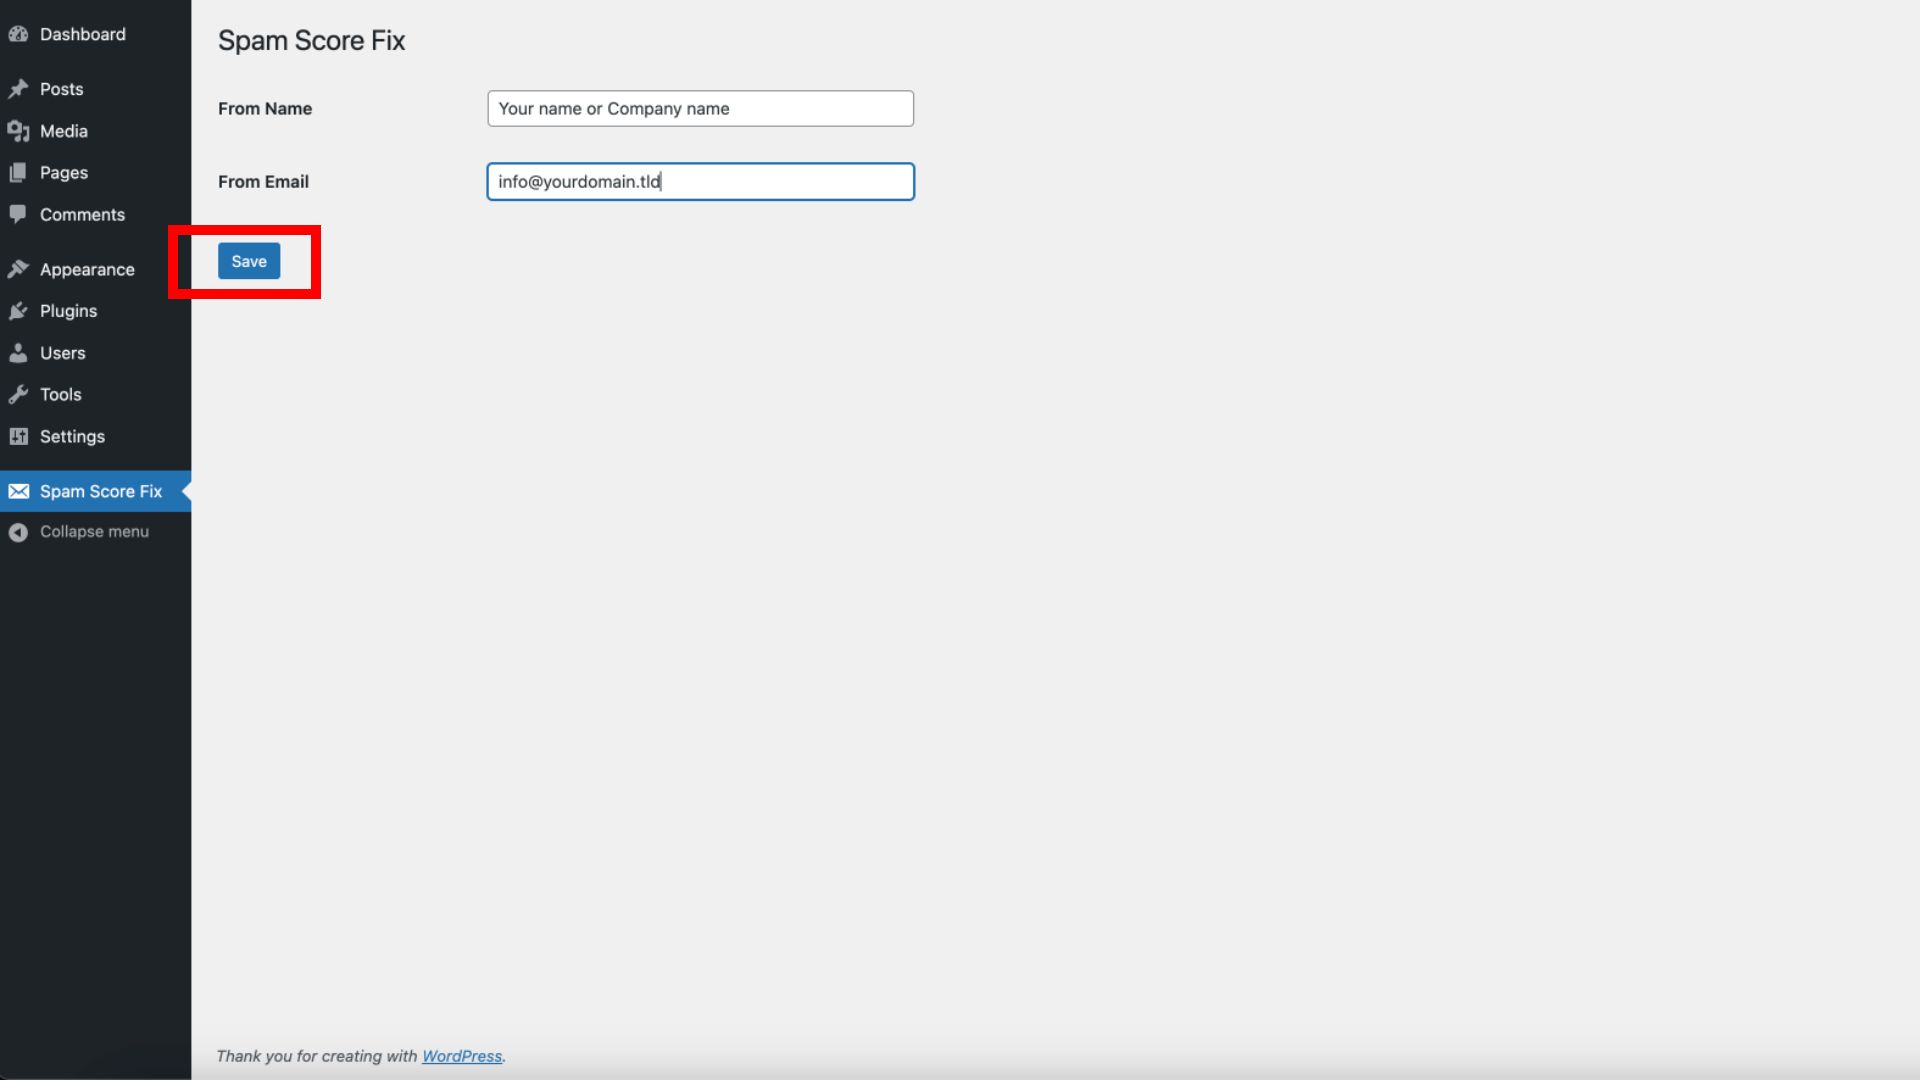 Dashboard
Posts
Media
Pages
Comments
Appearance
Plugins
Users
Tools
Settings
Spam Score Fix
Collapse menu
Spam Score Fix
From Name
Your name or Company name
From Email
info@yourdomain.tld
Save
Thank you for creating with WordPress.